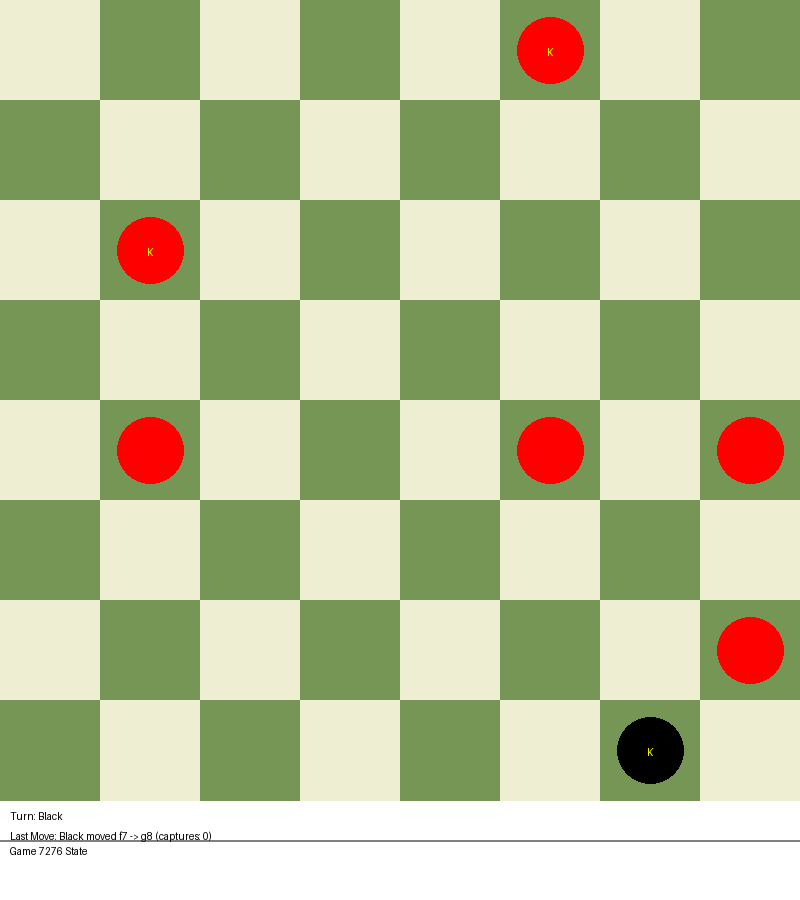 K
K
K
Turn: Black
Last Move: Black moved f7 -> g8 (captures: 0)
Game 7276 State